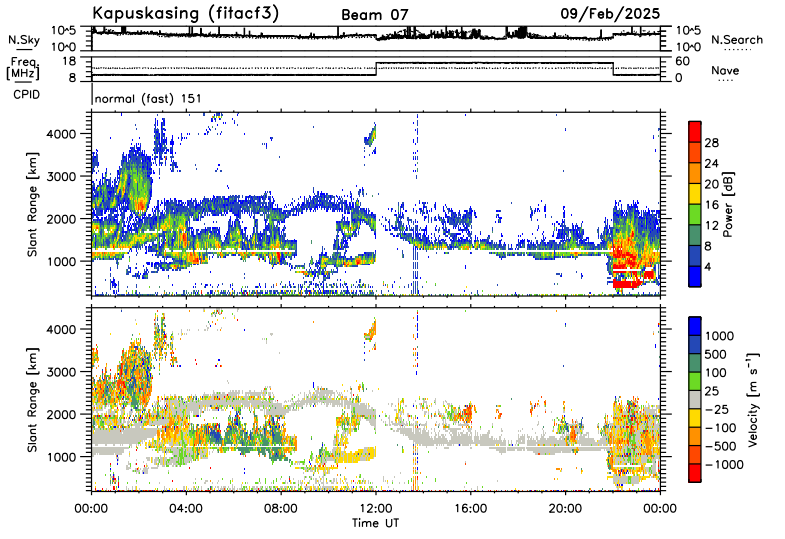 Kapuskasing (fitacf3) Beam 07 09/Feb/2025
N.Sky 10^5 10^0 10^5 10^0 N.Search
Freq. [MHz] 18 8 60 0 Nave
CPID normal (fast) 151
Slant Range [km] 4000 3000 2000 1000
Power [dB] 28 24 20 16 12 8 4
Slant Range [km] 4000 3000 2000 1000
Velocity [m s⁻¹] 1000 500 100 25 −25 −100 −500 −1000
00:00 04:00 08:00 12:00 16:00 20:00 00:00
Time UT